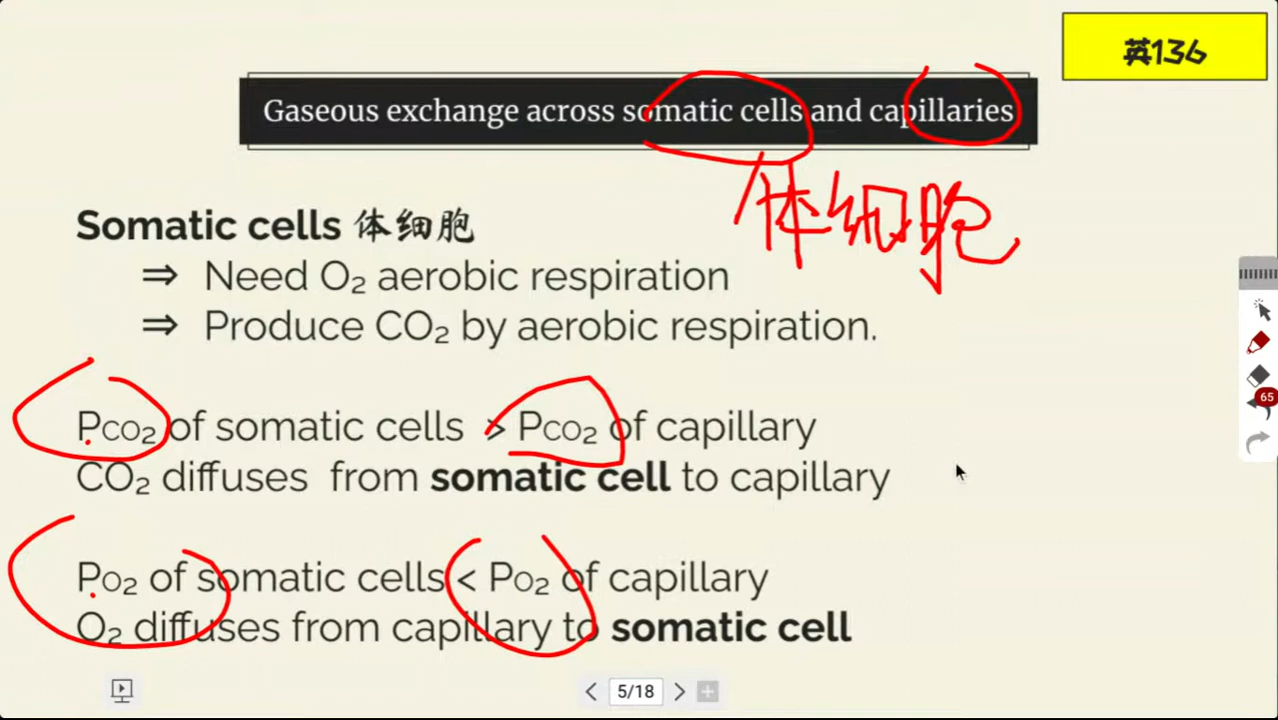 英136
Gaseous exchange across somatic cells and capillaries
体细胞
Somatic cells 体细胞
⇒ Need O₂ aerobic respiration
⇒ Produce CO₂ by aerobic respiration.
PCO₂ of somatic cells > PCO₂ of capillary
CO₂ diffuses from somatic cell to capillary
PO₂ of somatic cells < PO₂ of capillary
O₂ diffuses from capillary to somatic cell
65
5/18